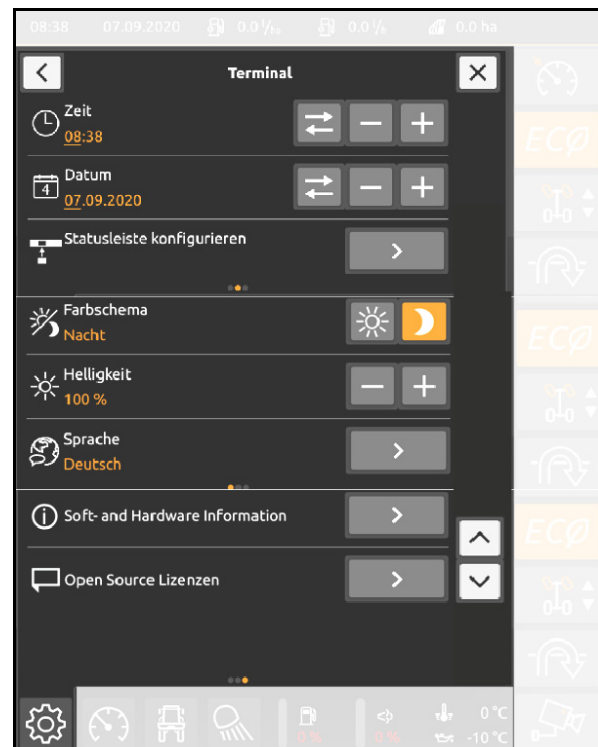 08:38 07.09.2020 0.0 l/ha 0.0 l/h 0.0 ha
Terminal
Zeit
08:38
4
Datum
07.09.2020
Statusleiste konfigurieren
Farbschema
Nacht
Helligkeit
100 %
Sprache
Deutsch
Soft- and Hardware Information
Open Source Lizenzen
ECO
ECO
ECO
0 % 0 % 0 °C
-10 °C